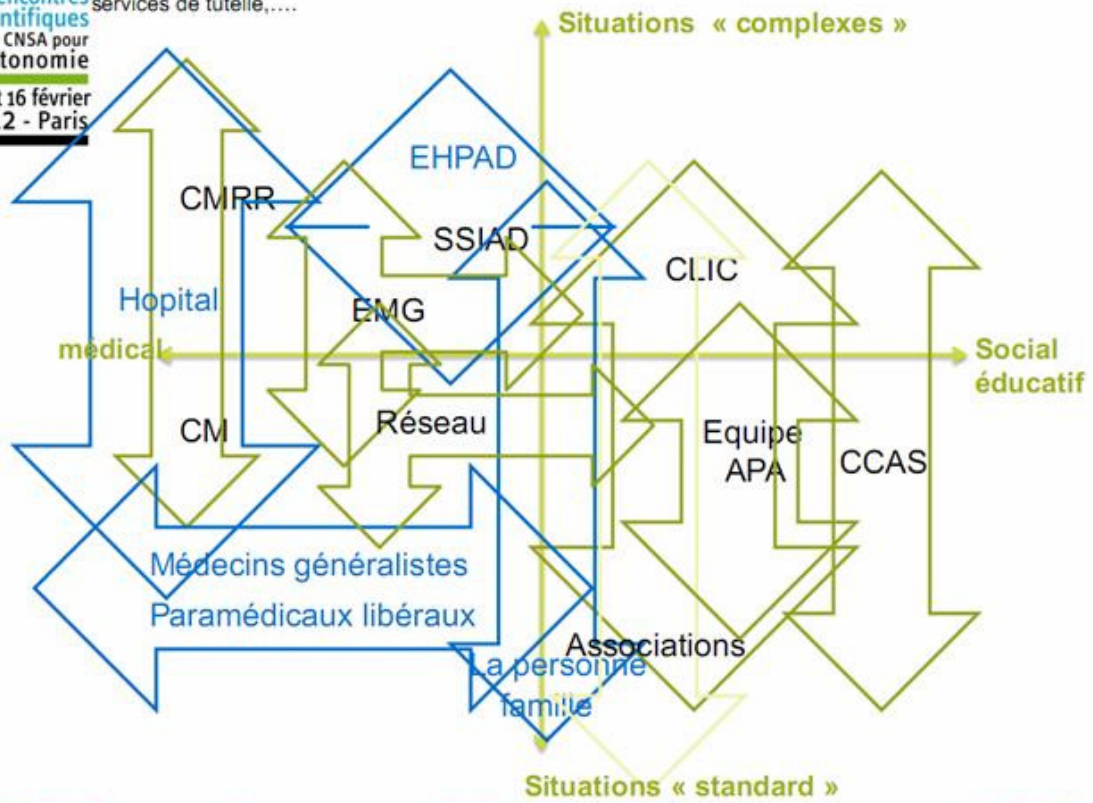 services de tutelle,....
ntifiques
CNSA pour
tonomie
t 16 février
2 - Paris
Situations « complexes »
EHPAD
CMRR
SSIAD
CLIC
Hopital
EMG
médical
Social
éducatif
CM
Réseau
Equipe
APA
CCAS
Médecins généralistes
Paramédicaux libéraux
Associations
La personne
famille
Situations « standard »